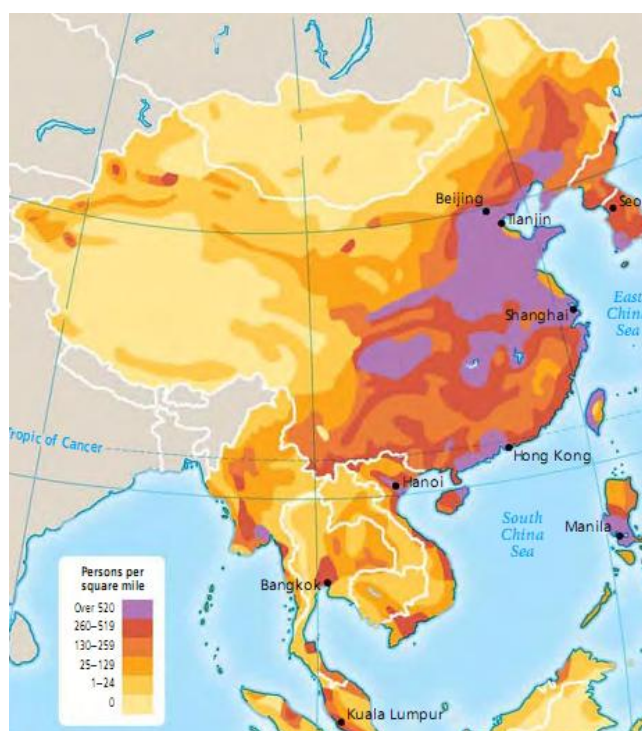 Beijing
Tianjin
Seo
Shanghai
East
China
Sea
Tropic of Cancer
Hong Kong
Hanoi
South
China
Sea
Manila
Bangkok
Persons per
square mile
Over 520
260–519
130–259
25–129
1–24
0
Kuala Lumpur